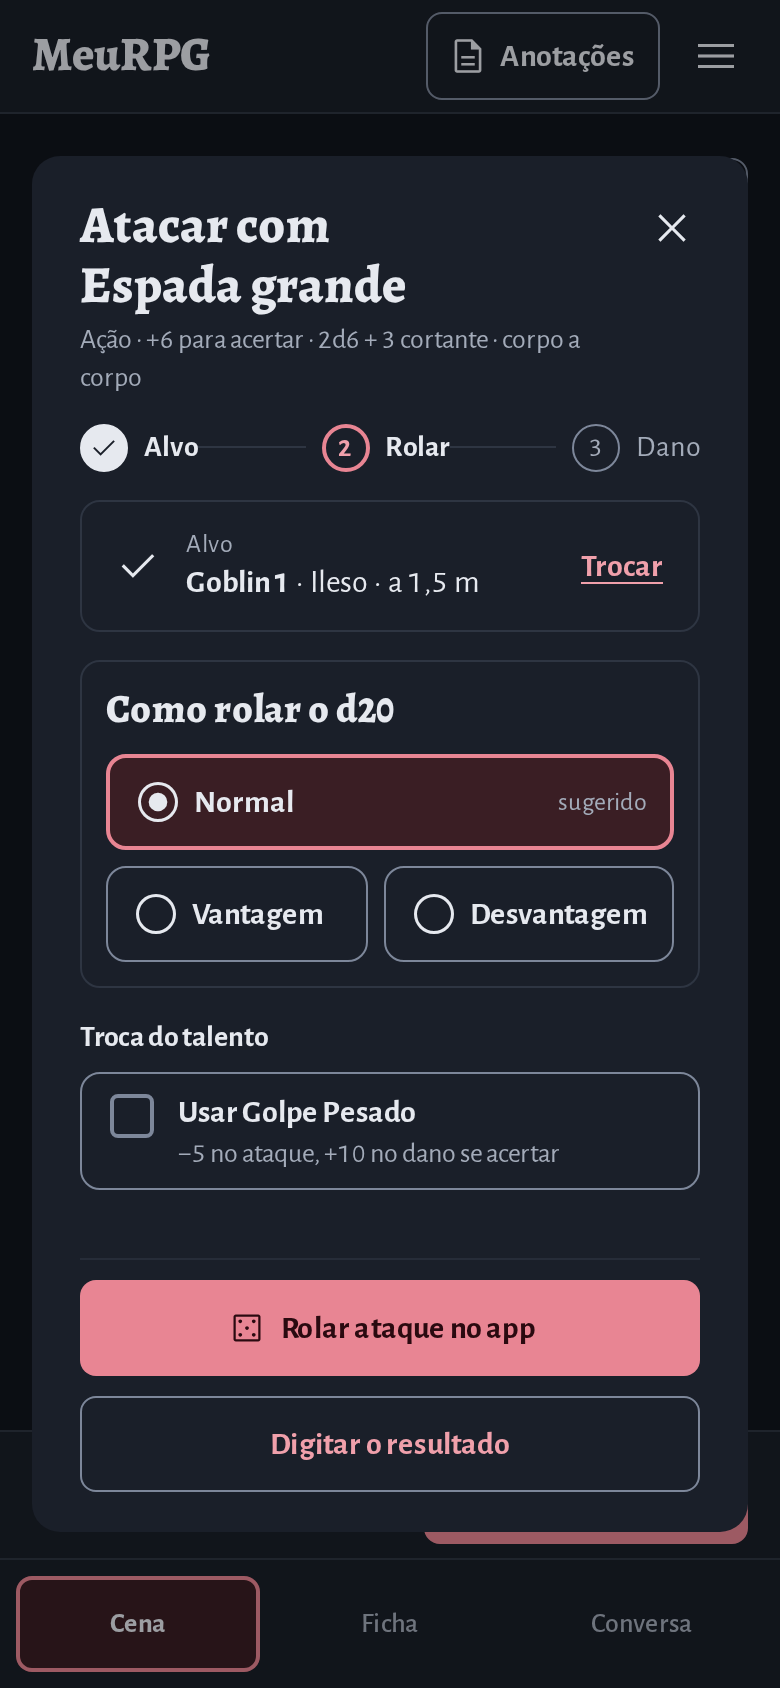 MeuRPG
Anotações
Atacar com
Espada grande
Ação · +6 para acertar · 2d6 + 3 cortante · corpo a
corpo
Alvo
2 Rolar
3 Dano
Alvo
Goblin 1 · Ileso · a 1,5 m
Trocar
Como rolar o d20
Normal
sugerido
Vantagem
Desvantagem
Troca do talento
Usar Golpe Pesado
−5 no ataque, +10 no dano se acertar
Rolar ataque no app
Digitar o resultado
Cena
Ficha
Conversa